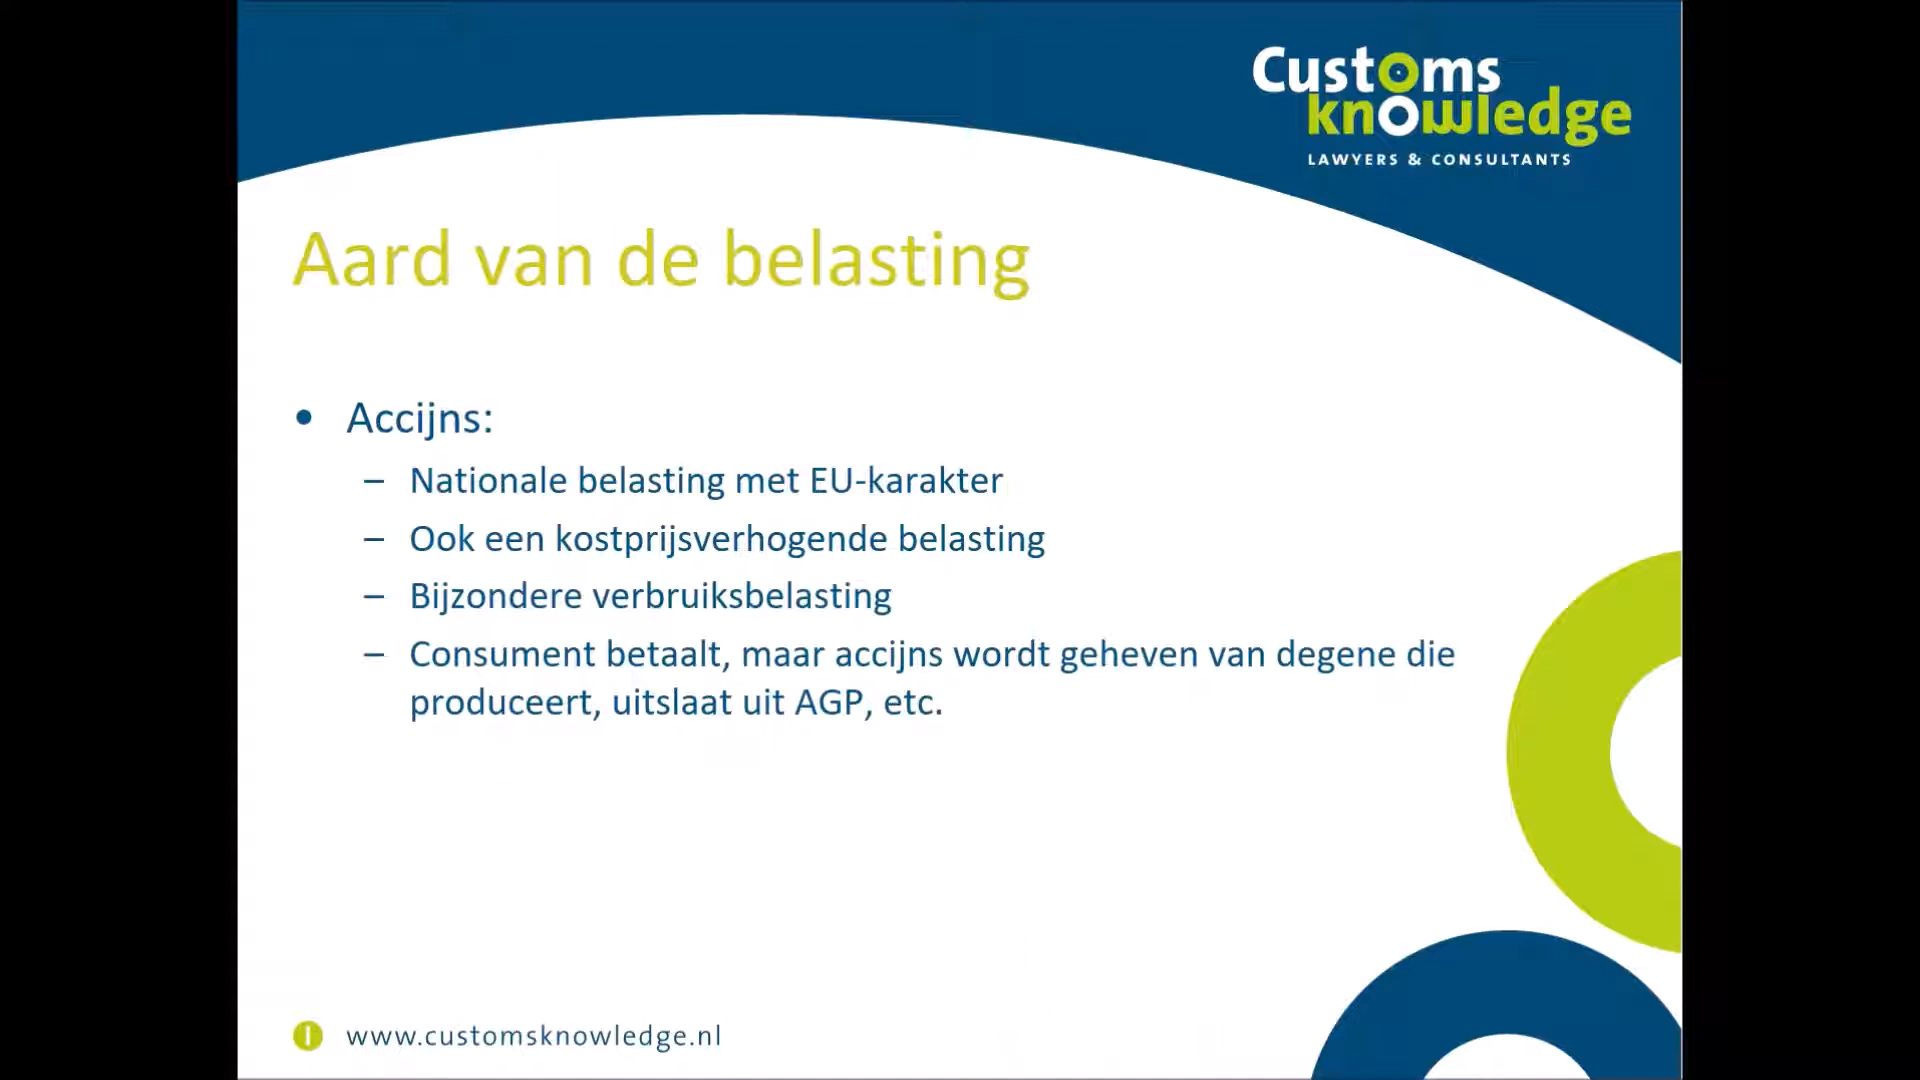 Customs
knowledge
LAWYERS & CONSULTANTS
Aard van de belasting
• Accijns:
– Nationale belasting met EU-karakter
– Ook een kostprijsverhogende belasting
– Bijzondere verbruiksbelasting
– Consument betaalt, maar accijns wordt geheven van degene die
produceert, uitslaat uit AGP, etc.
www.customsknowledge.nl